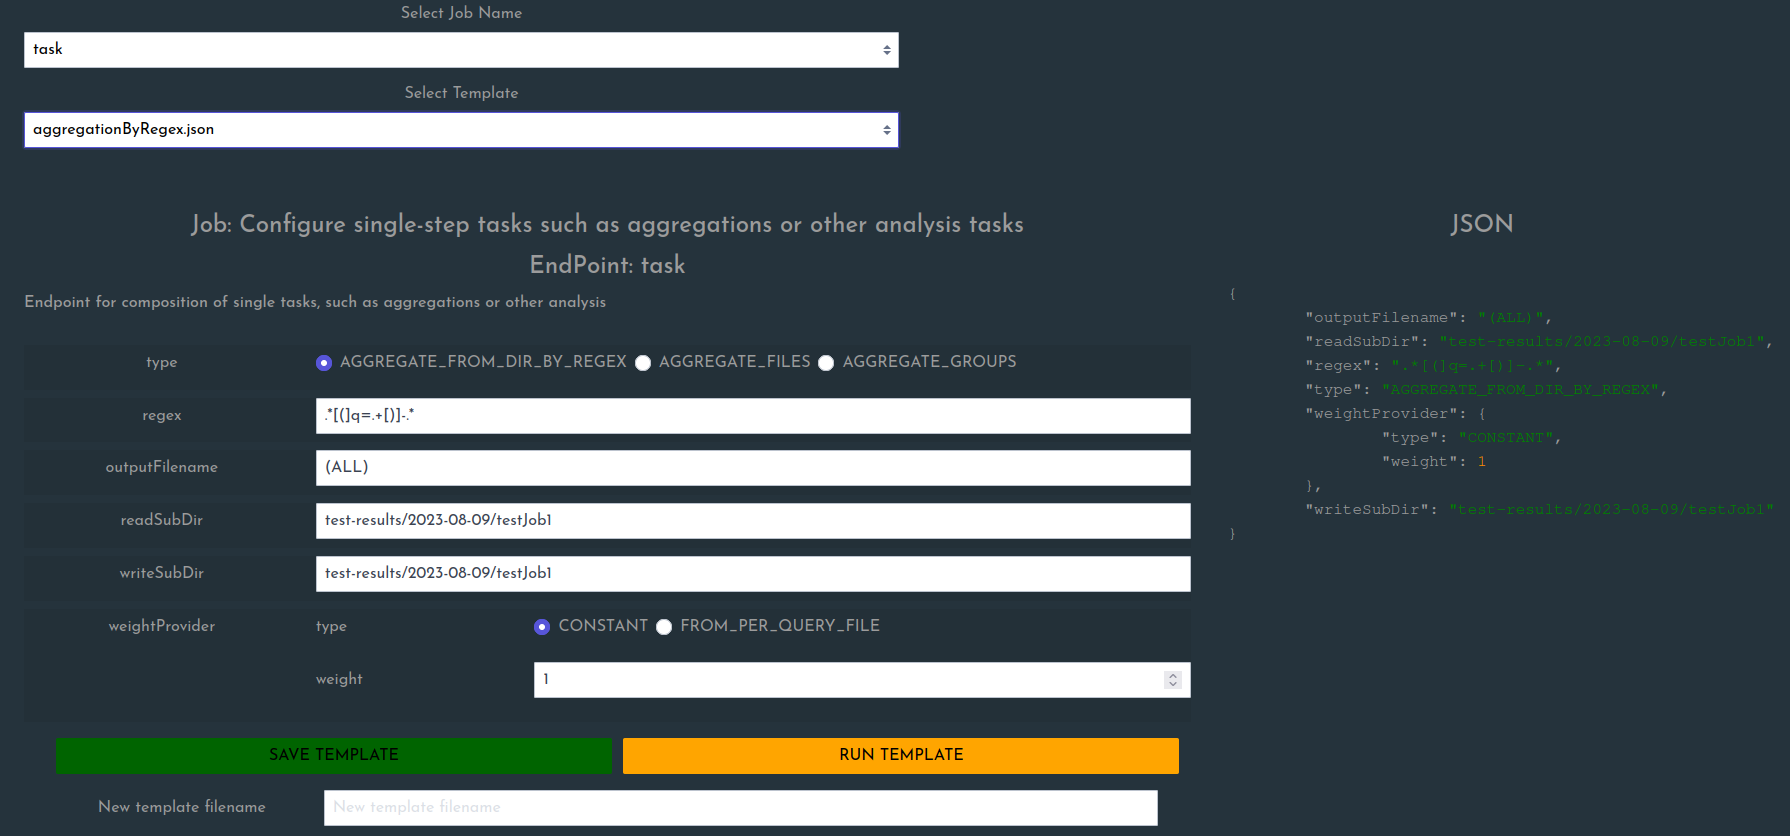 Select Job Name
task
Select Template
aggregationByRegex.json
Job: Configure single-step tasks such as aggregations or other analysis tasks
EndPoint: task
Endpoint for composition of single tasks, such as aggregations or other analysis
type AGGREGATE_FROM_DIR_BY_REGEX AGGREGATE_FILES AGGREGATE_GROUPS
regex .*[(]q=.+[)]-.*
outputFilename (ALL)
readSubDir test-results/2023-08-09/testJob1
writeSubDir test-results/2023-08-09/testJob1
weightProvider type CONSTANT FROM_PER_QUERY_FILE
weight 1
SAVE TEMPLATE RUN TEMPLATE
New template filename New template filename
JSON
{
"outputFilename": "(ALL)",
"readSubDir": "test-results/2023-08-09/testJob1",
"regex": ".*[(]q=.+[)]-.*",
"type": "AGGREGATE_FROM_DIR_BY_REGEX",
"weightProvider": {
"type": "CONSTANT",
"weight": 1
},
"writeSubDir": "test-results/2023-08-09/testJob1"
}